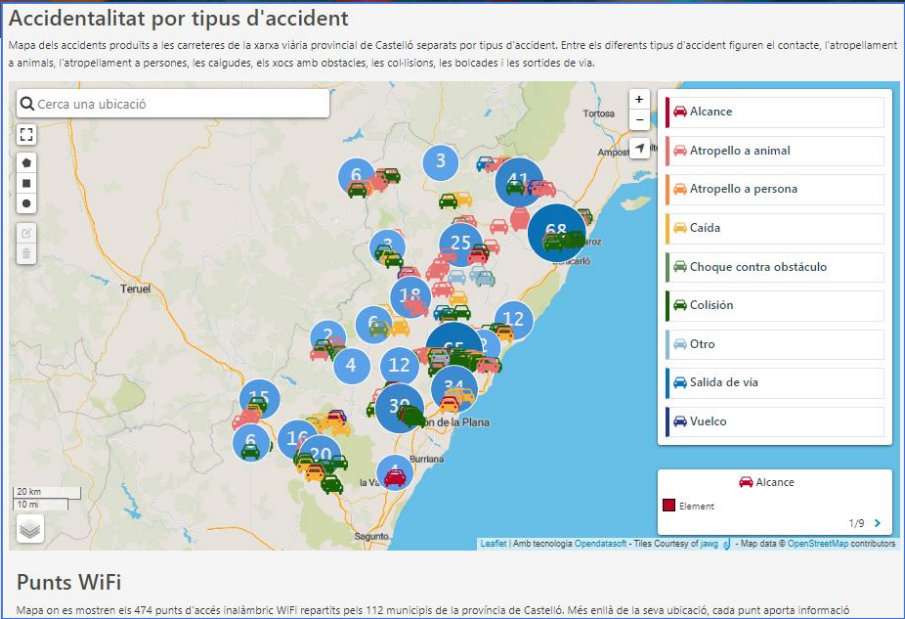 Accidentalitat por tipus d'accident
Mapa dels accidents produïts a les carreteres de la xarxa viària provincial de Castelló separats por tipus d'accident. Entre els diferents tipus d'accident figuren el contacte, l'atropellament
a animals, l'atropellament a persones, les caigudes, els xocs amb obstacles, les col·lisions, les bolcades i les sortides de via.
Cerca una ubicació
+
−
Tortosa
Teruel
6
3
41
68
3
25
18
6
12
2
4
12
65
34
39
15
6
16
20
Burriana
Sagunto
20 km
10 mi
Alcance
Atropello a animal
Atropello a persona
Caída
Choque contra obstáculo
Colisión
Otro
Salida de vía
Vuelco
Alcance
Element
1/9
Leaflet | Amb tecnologia Opendatasoft - Tiles Courtesy of jawg - Map data © OpenStreetMap contributors
Punts WiFi
Mapa on es mostren els 474 punts d'accés inalàmbric WiFi repartits pels 112 municipis de la província de Castelló. Més enllà de la seva ubicació, cada punt aporta informació